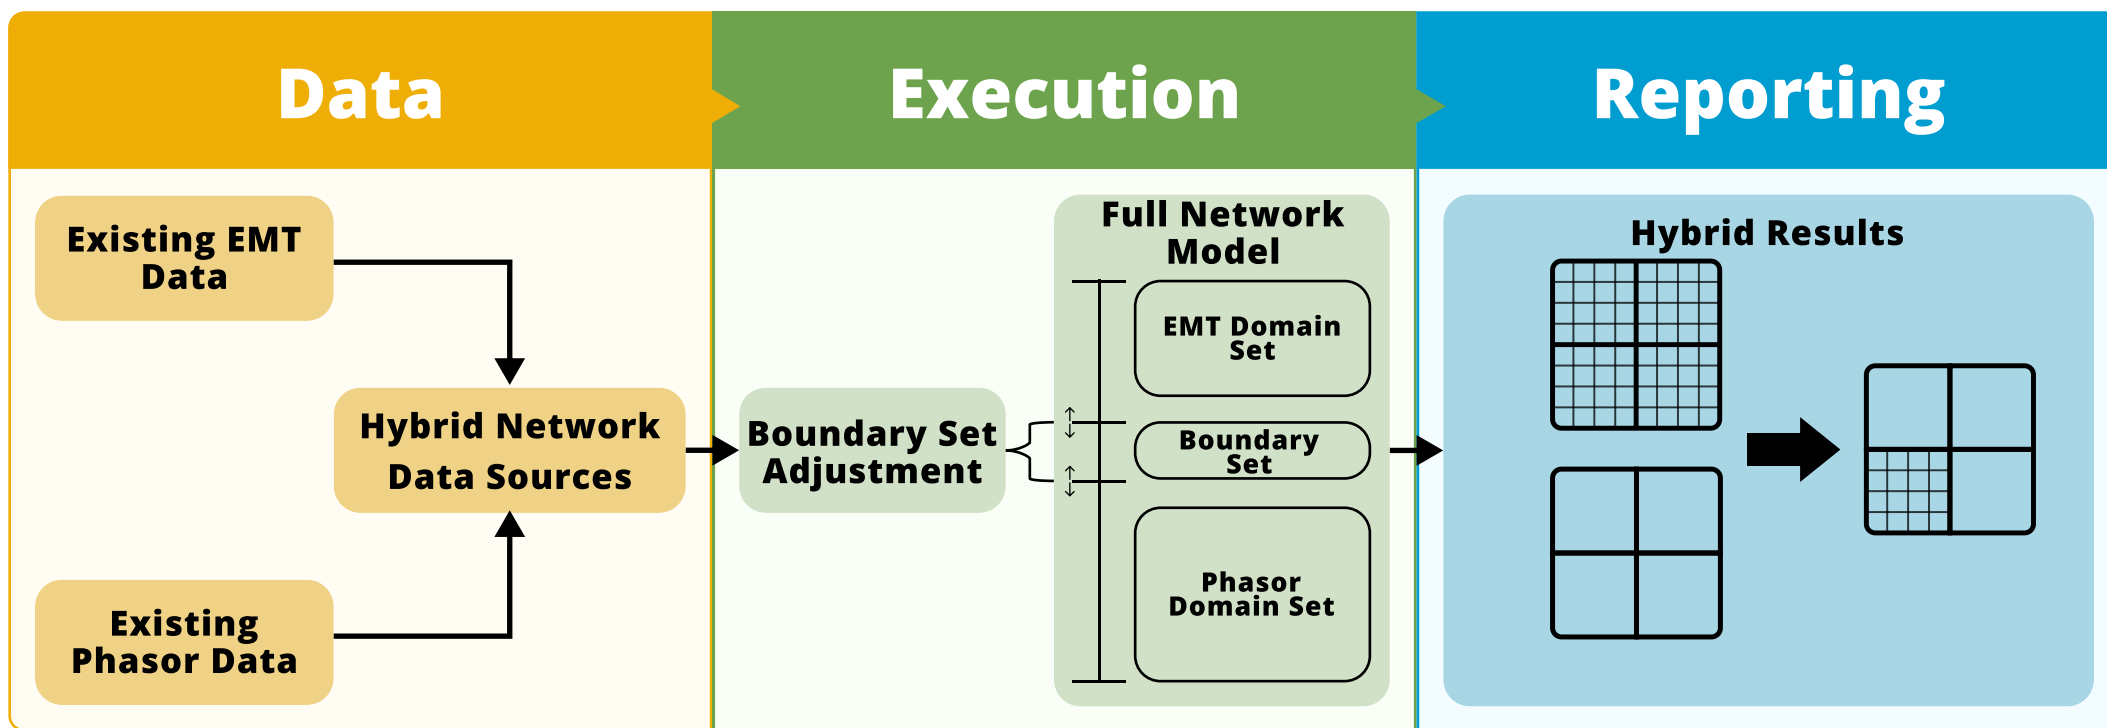 Data
Existing EMT
Data
Hybrid Network
Data Sources
Existing
Phasor Data
Execution
Boundary Set
Adjustment
Full Network
Model
EMT Domain
Set
Boundary
Set
Phasor
Domain Set
Reporting
Hybrid Results